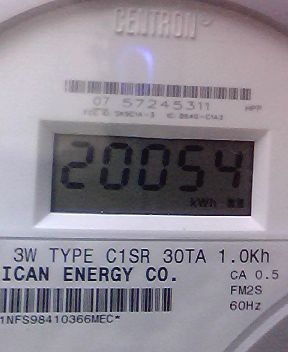 CENTRON®
07 57245311
20054
kWh
3W TYPE C1SR 30TA 1.0Kh
ICAN ENERGY CO.
CA 0.5
FM2S
60Hz
1NFS98410366MEC*